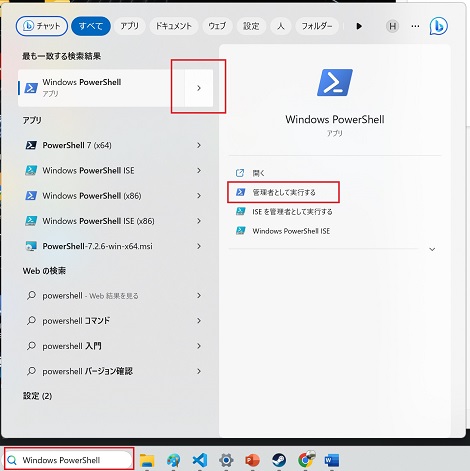 チャット すべて アプリ ドキュメント ウェブ 設定 人 フォルダー H
最も一致する検索結果
Windows PowerShell
アプリ
アプリ
PowerShell 7 (x64)
Windows PowerShell ISE
Windows PowerShell (x86)
Windows PowerShell ISE (x86)
PowerShell-7.2.6-win-x64.msi
Web の検索
powershell - Web 結果を見る
powershell コマンド
powershell 入門
powershell バージョン確認
設定 (2)
Windows PowerShell
アプリ
開く
管理者として実行する
ISE を管理者として実行する
Windows PowerShell ISE
Windows PowerShell